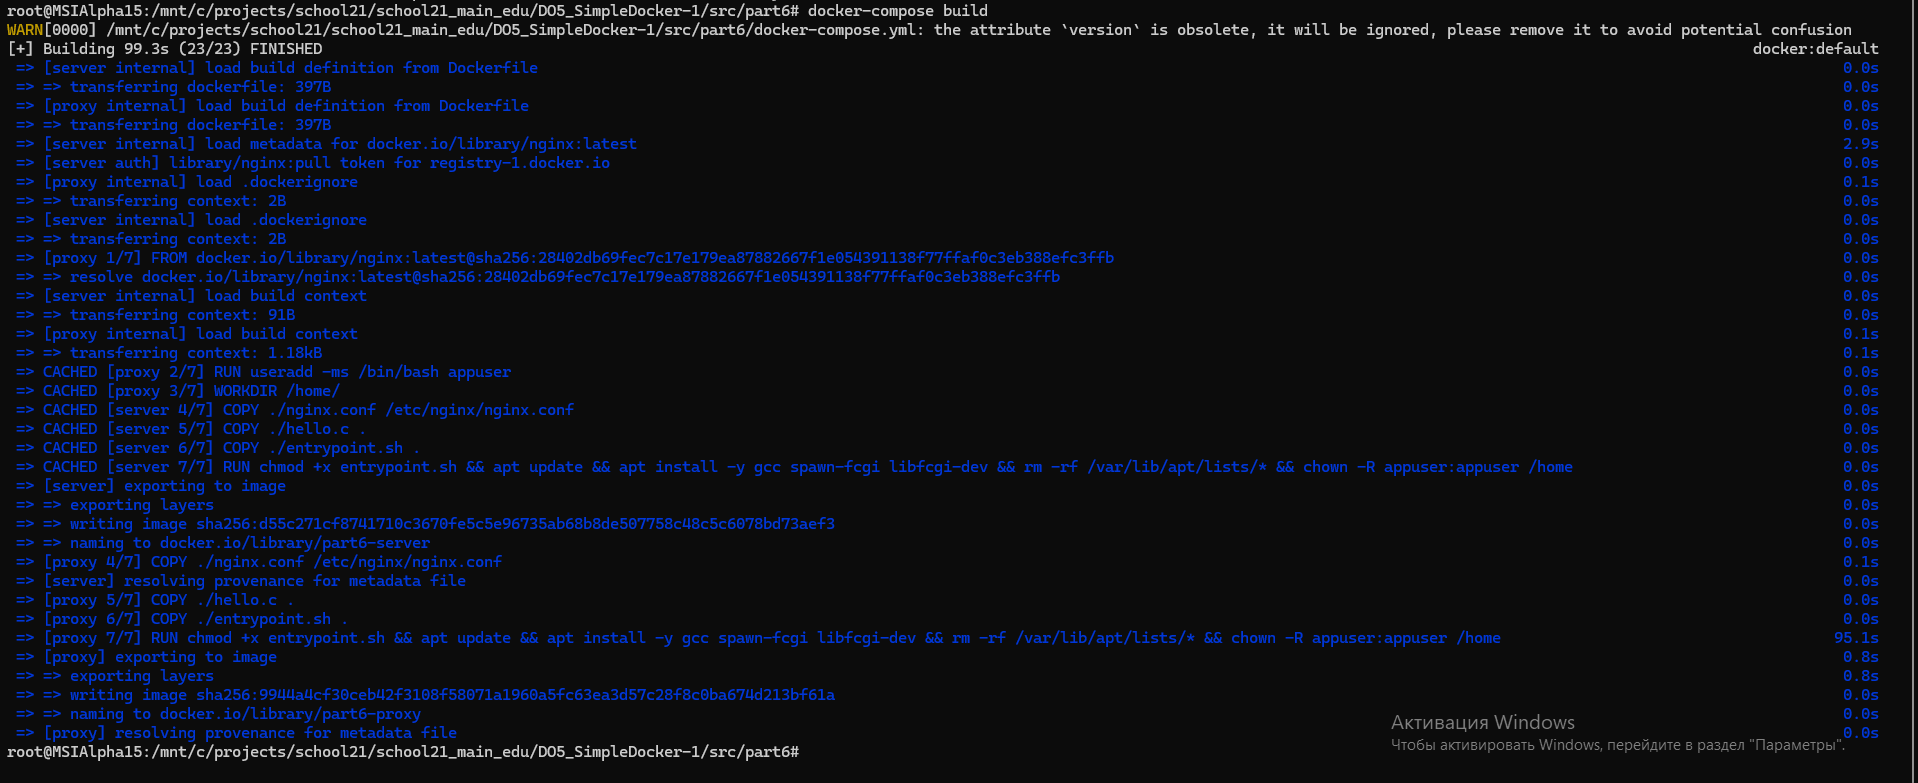 root@MSIAlpha15:/mnt/c/projects/school21/school21_main_edu/DO5_SimpleDocker-1/src/part6# docker-compose build
WARN[0000] /mnt/c/projects/school21/school21_main_edu/DO5_SimpleDocker-1/src/part6/docker-compose.yml: the attribute `version` is obsolete, it will be ignored, please remove it to avoid potential confusion
[+] Building 99.3s (23/23) FINISHED docker:default
=> [server internal] load build definition from Dockerfile 0.0s
=> => transferring dockerfile: 397B 0.0s
=> [proxy internal] load build definition from Dockerfile 0.0s
=> => transferring dockerfile: 397B 0.0s
=> [server internal] load metadata for docker.io/library/nginx:latest 2.9s
=> [server auth] library/nginx:pull token for registry-1.docker.io 0.0s
=> [proxy internal] load .dockerignore 0.1s
=> => transferring context: 2B 0.0s
=> [server internal] load .dockerignore 0.0s
=> => transferring context: 2B 0.0s
=> [proxy 1/7] FROM docker.io/library/nginx:latest@sha256:28402db69fec7c17e179ea87882667f1e054391138f77ffaf0c3eb388efc3ffb 0.0s
=> => resolve docker.io/library/nginx:latest@sha256:28402db69fec7c17e179ea87882667f1e054391138f77ffaf0c3eb388efc3ffb 0.0s
=> [server internal] load build context 0.0s
=> => transferring context: 91B 0.0s
=> [proxy internal] load build context 0.1s
=> => transferring context: 1.18kB 0.1s
=> CACHED [proxy 2/7] RUN useradd -ms /bin/bash appuser 0.0s
=> CACHED [proxy 3/7] WORKDIR /home/ 0.0s
=> CACHED [server 4/7] COPY ./nginx.conf /etc/nginx/nginx.conf 0.0s
=> CACHED [server 5/7] COPY ./hello.c . 0.0s
=> CACHED [server 6/7] COPY ./entrypoint.sh . 0.0s
=> CACHED [server 7/7] RUN chmod +x entrypoint.sh && apt update && apt install -y gcc spawn-fcgi libfcgi-dev && rm -rf /var/lib/apt/lists/* && chown -R appuser:appuser /home 0.0s
=> [server] exporting to image 0.0s
=> => exporting layers 0.0s
=> => writing image sha256:d55c271cf8741710c3670fe5c5e96735ab68b8de507758c48c5c6078bd73aef3 0.0s
=> => naming to docker.io/library/part6-server 0.0s
=> [proxy 4/7] COPY ./nginx.conf /etc/nginx/nginx.conf 0.1s
=> [server] resolving provenance for metadata file 0.0s
=> [proxy 5/7] COPY ./hello.c . 0.0s
=> [proxy 6/7] COPY ./entrypoint.sh . 0.0s
=> [proxy 7/7] RUN chmod +x entrypoint.sh && apt update && apt install -y gcc spawn-fcgi libfcgi-dev && rm -rf /var/lib/apt/lists/* && chown -R appuser:appuser /home 95.1s
=> [proxy] exporting to image 0.8s
=> => exporting layers 0.8s
=> => writing image sha256:9944a4cf30ceb42f3108f58071a1960a5fc63ea3d57c28f8c0ba674d213bf61a 0.0s
=> => naming to docker.io/library/part6-proxy 0.0s
=> [proxy] resolving provenance for metadata file 0.0s
root@MSIAlpha15:/mnt/c/projects/school21/school21_main_edu/DO5_SimpleDocker-1/src/part6#
Активация Windows
Чтобы активировать Windows, перейдите в раздел "Параметры".